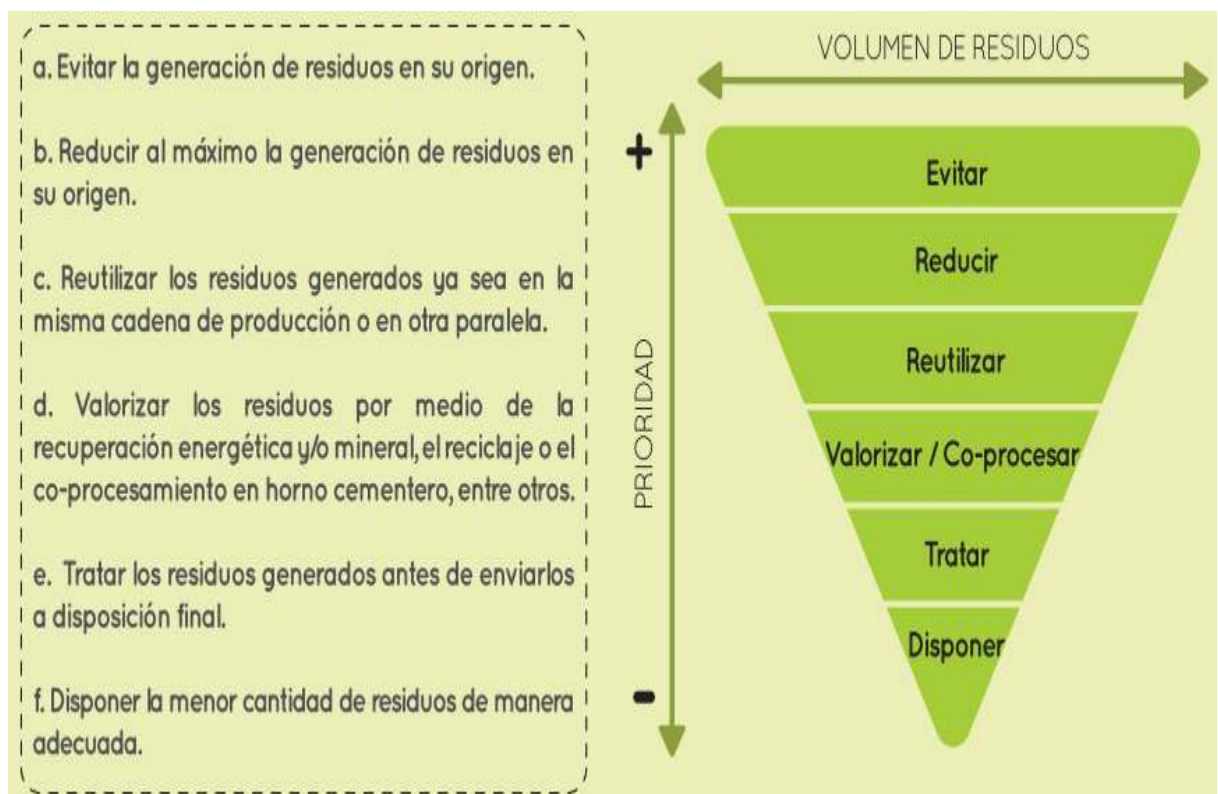 a. Evitar la generación de residuos en su origen.
b. Reducir al máximo la generación de residuos en
su origen.
c. Reutilizar los residuos generados ya sea en la
misma cadena de producción o en otra paralela.
d. Valorizar los residuos por medio de la
recuperación energética y/o mineral, el reciclaje o el
co-procesamiento en horno cementero, entre otros.
e. Tratar los residuos generados antes de enviarlos
a disposición final.
f. Disponer la menor cantidad de residuos de manera
adecuada.
VOLUMEN DE RESIDUOS
+
PRIORIDAD
-
Evitar
Reducir
Reutilizar
Valorizar / Co-procesar
Tratar
Disponer